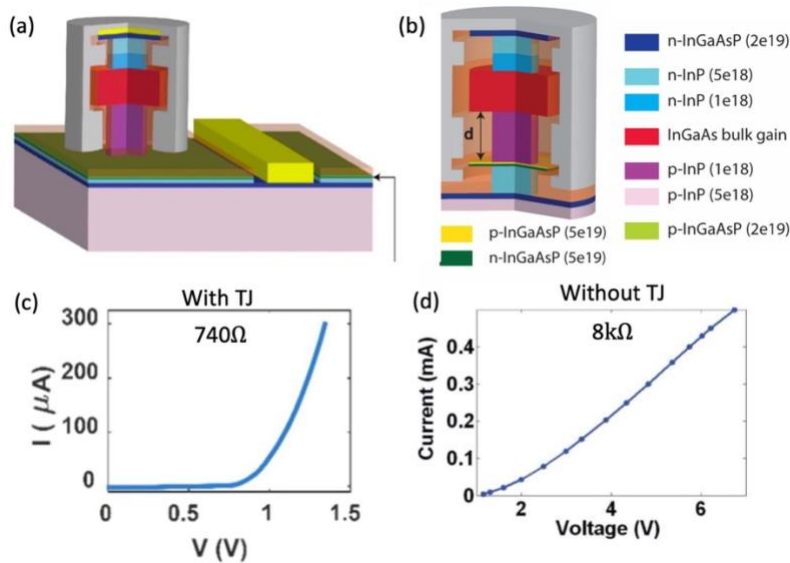 (a)
(b)
d
n-InGaAsP (2e19)
n-InP (5e18)
n-InP (1e18)
InGaAs bulk gain
p-InP (1e18)
p-InP (5e18)
p-InGaAsP (2e19)
p-InGaAsP (5e19)
n-InGaAsP (5e19)
(c)
With TJ
740Ω
300
200
100
0
I ( μA)
0 0.5 1 1.5
V (V)
(d)
Without TJ
8kΩ
0.4
0.3
0.2
0.1
0
Current (mA)
2 4 6
Voltage (V)